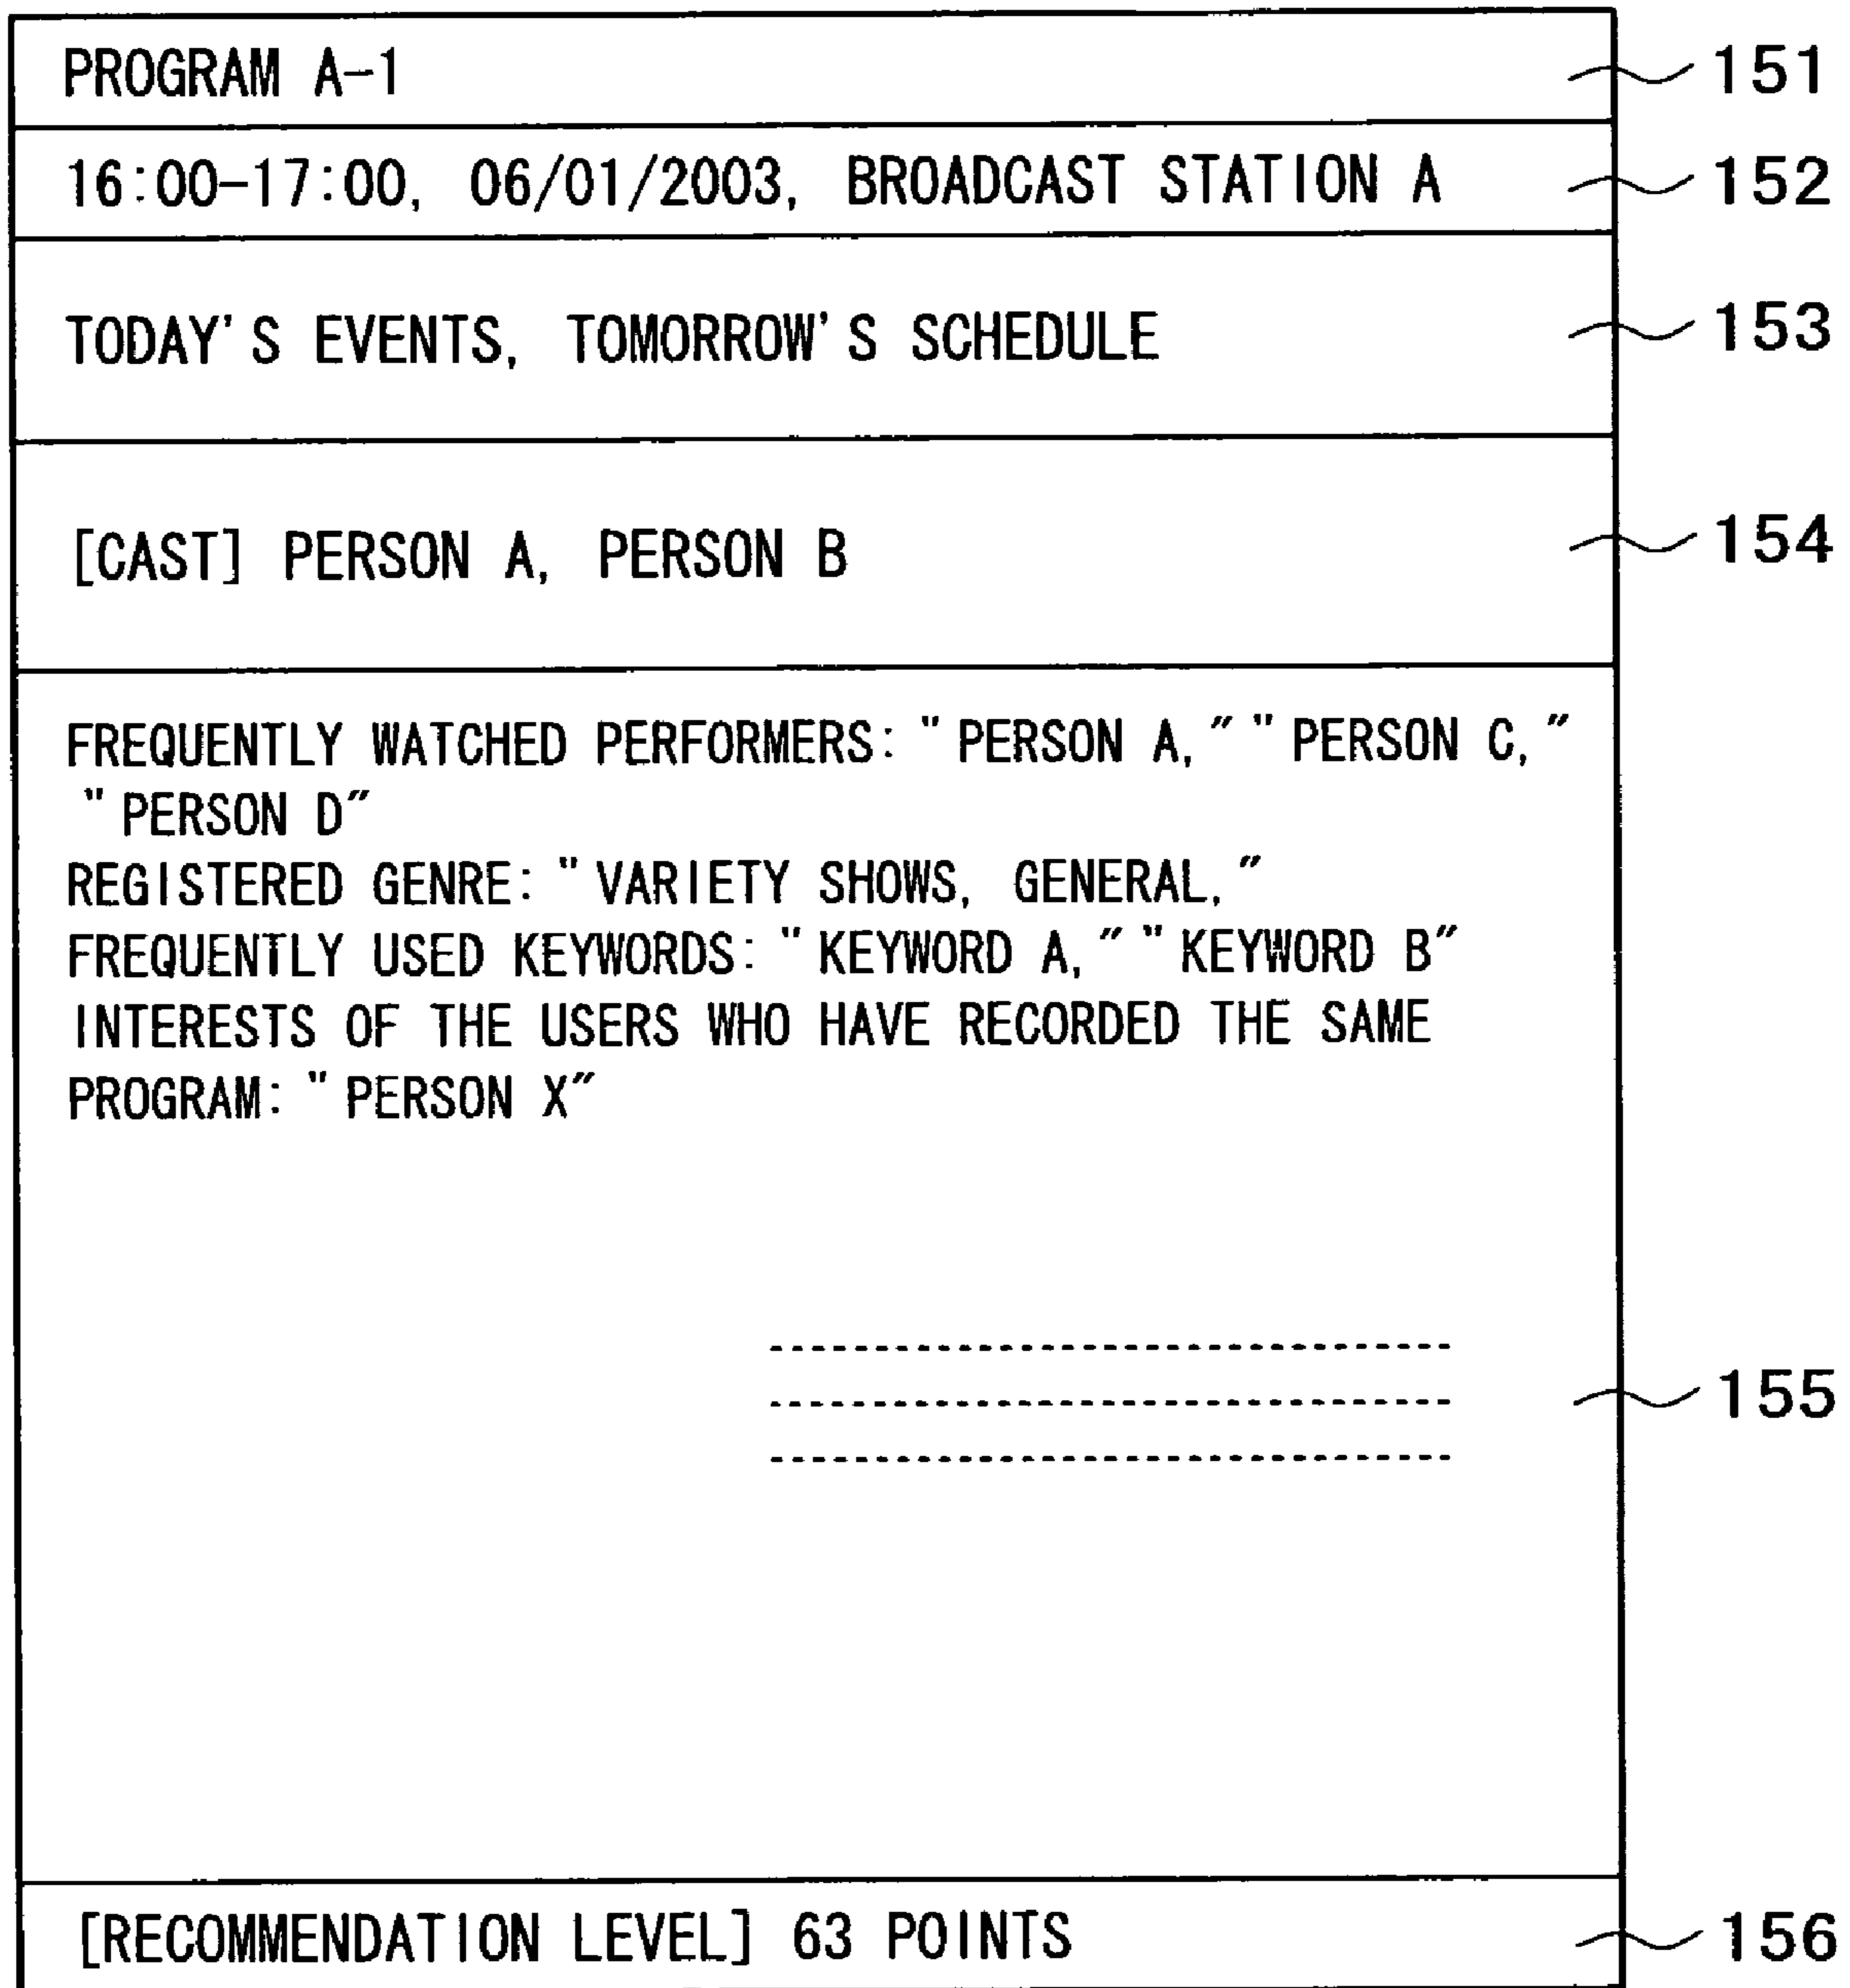 PROGRAM A-1 151
16:00-17:00, 06/01/2003, BROADCAST STATION A 152
TODAY'S EVENTS, TOMORROW'S SCHEDULE 153
[CAST] PERSON A, PERSON B 154
FREQUENTLY WATCHED PERFORMERS: "PERSON A," "PERSON C,"
"PERSON D"
REGISTERED GENRE: "VARIETY SHOWS, GENERAL,"
FREQUENTLY USED KEYWORDS: "KEYWORD A," "KEYWORD B"
INTERESTS OF THE USERS WHO HAVE RECORDED THE SAME
PROGRAM: "PERSON X"
155
[RECOMMENDATION LEVEL] 63 POINTS 156